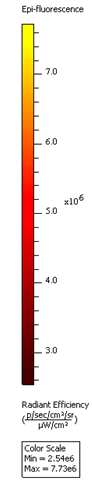 Epi-fluorescence
7.0
6.0
x10⁶
5.0
4.0
3.0
Radiant Efficiency
(p/sec/cm²/sr
μW/cm²)
Color Scale
Min = 2.54e6
Max = 7.73e6